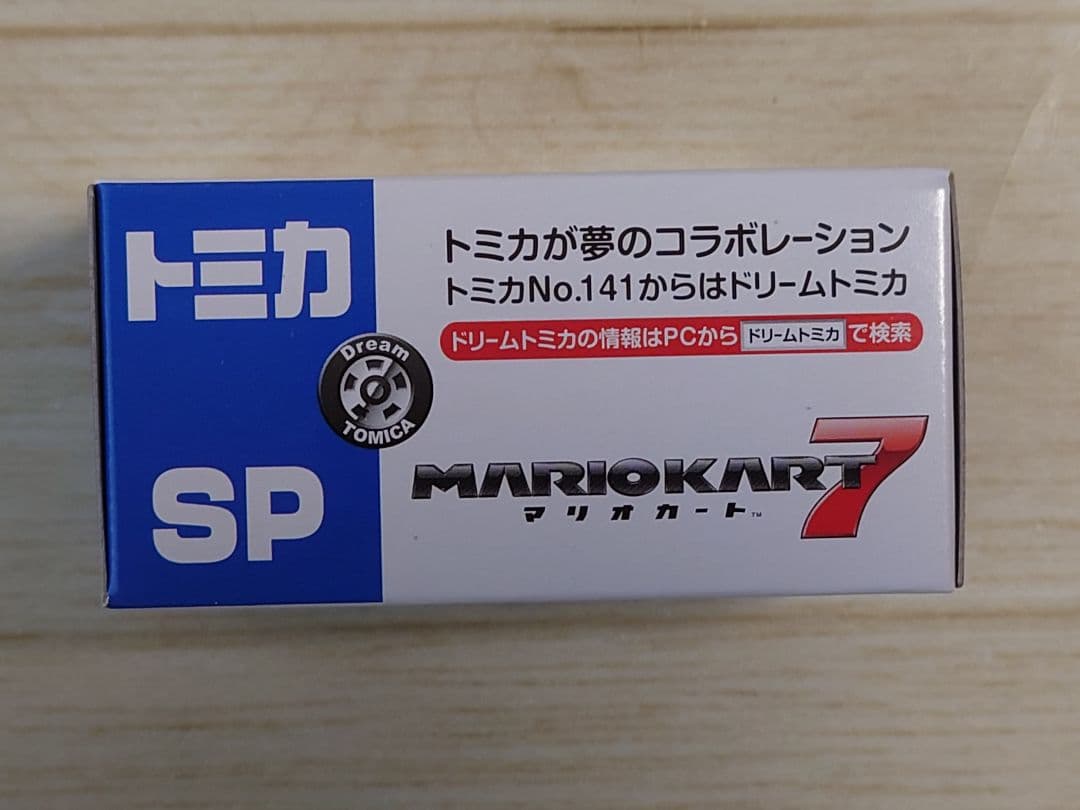 トミカ
Dream
TOMICA
SP
トミカが夢のコラボレーション
トミカNo.141からはドリームトミカ
ドリームトミカの情報はPCから ドリームトミカ で検索
MARIOKART7
マリオカート™